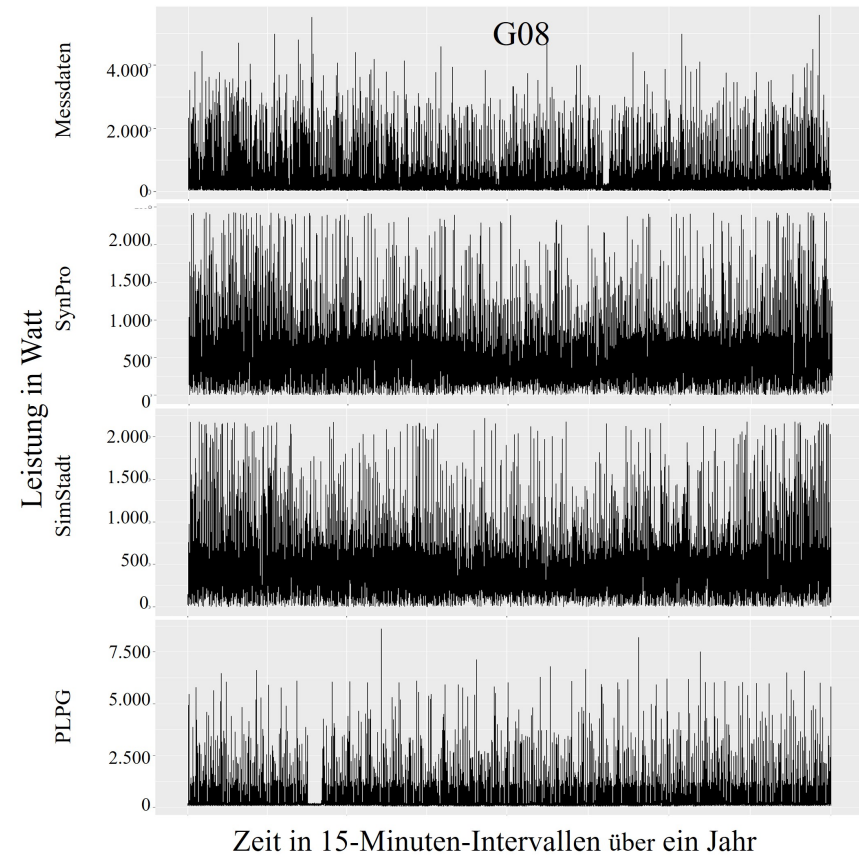 G08
Messdaten
4.000
2.000
0
SynPro
2.000
1.500
1.000
500
0
Leistung in Watt
SimStadt
2.000
1.500
1.000
500
0
PLPG
7.500
5.000
2.500
0
Zeit in 15-Minuten-Intervallen über ein Jahr